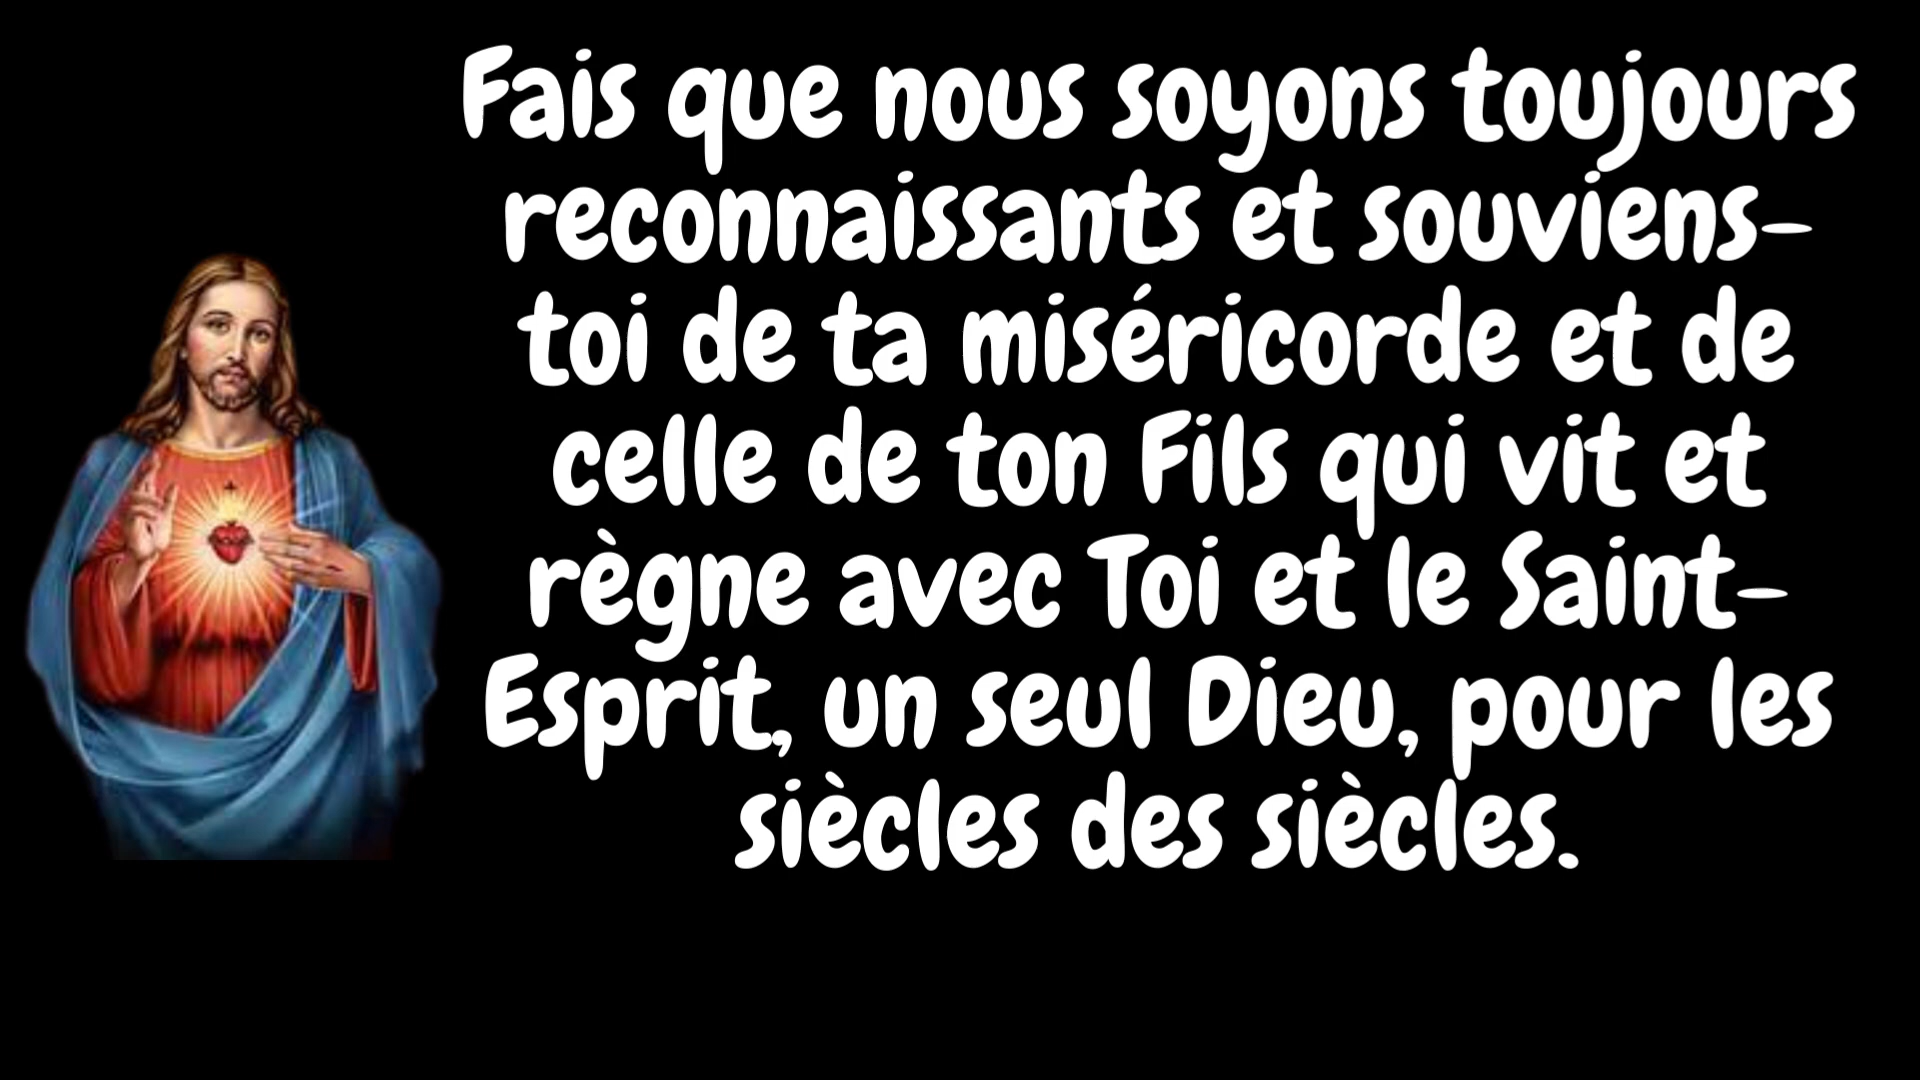 Fais que nous soyons toujours
reconnaissants et souviens-
toi de ta miséricorde et de
celle de ton Fils qui vit et
règne avec Toi et le Saint-
Esprit, un seul Dieu, pour les
siècles des siècles.